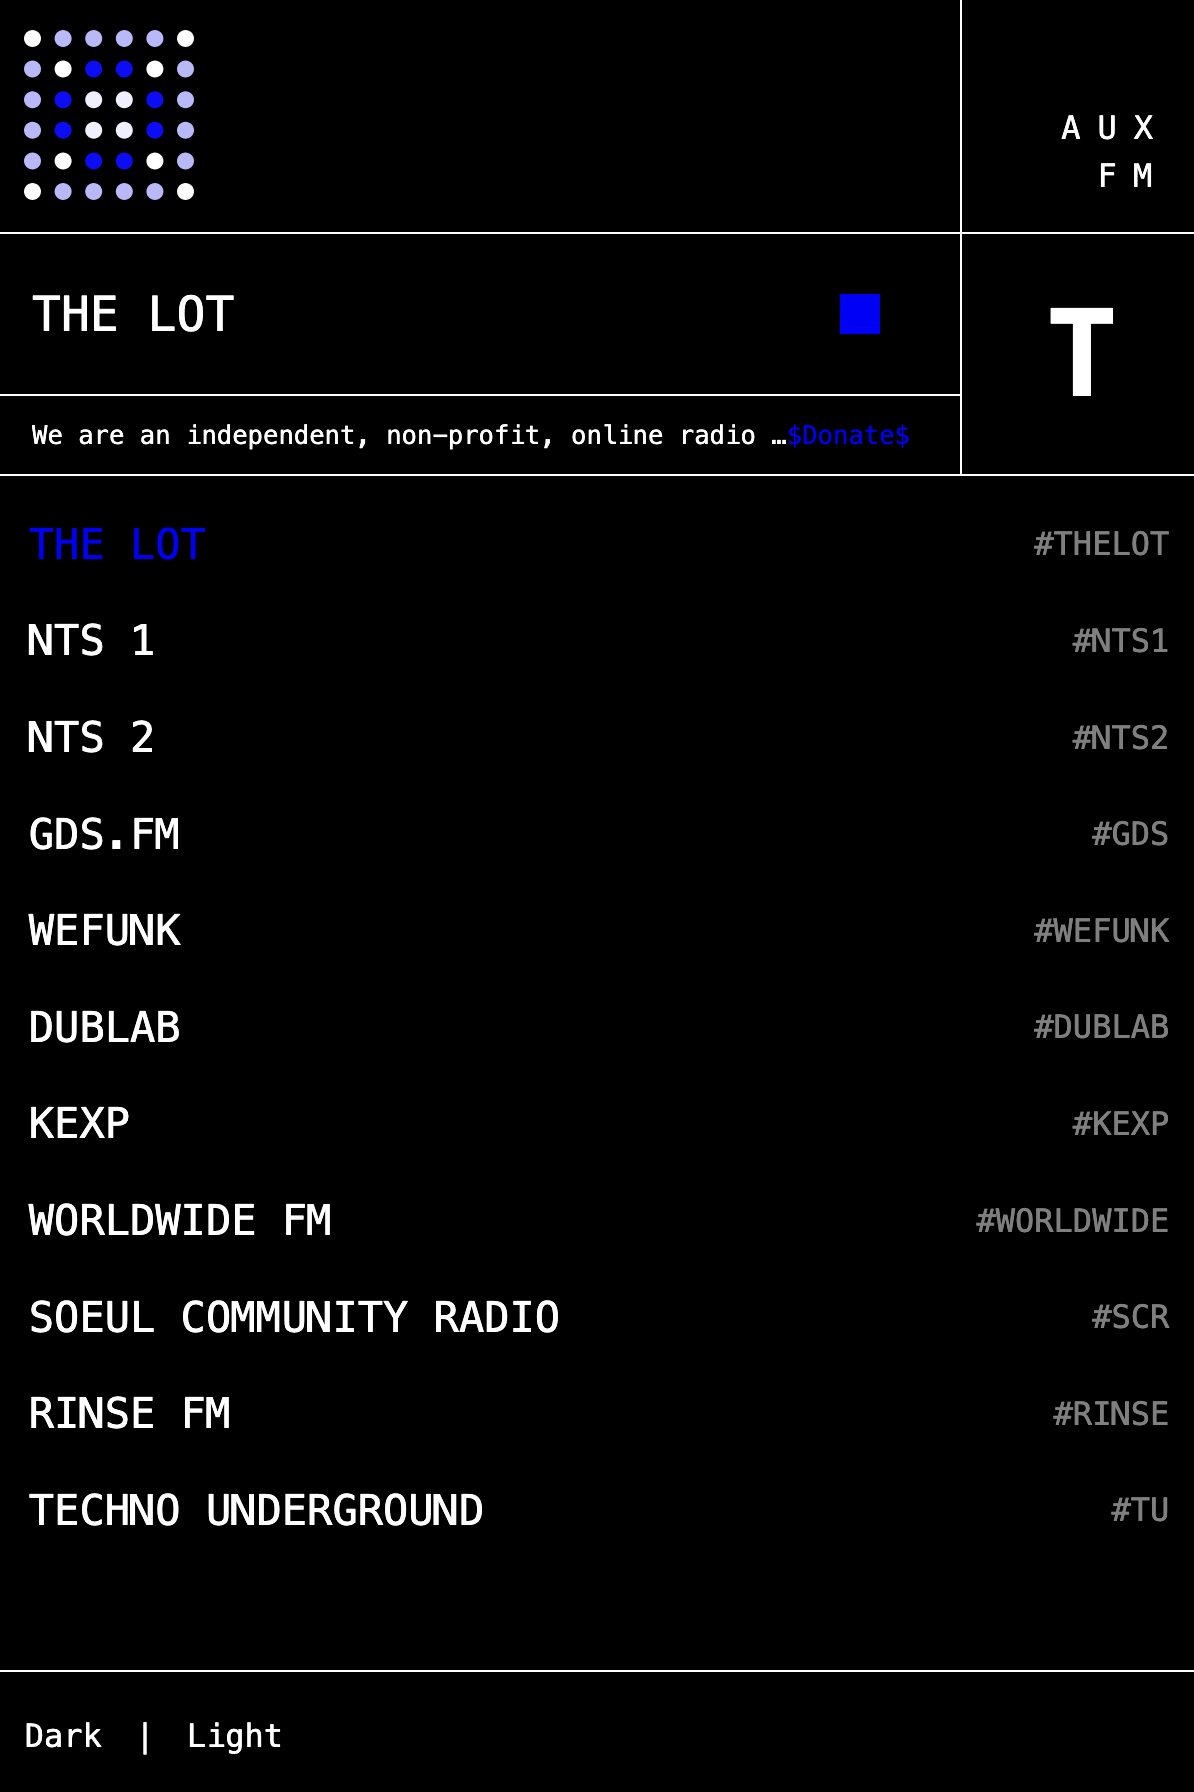 AUX
FM
THE LOT
T
We are an independent, non-profit, online radio …$Donate$
THE LOT #THELOT
NTS 1 #NTS1
NTS 2 #NTS2
GDS.FM #GDS
WEFUNK #WEFUNK
DUBLAB #DUBLAB
KEXP #KEXP
WORLDWIDE FM #WORLDWIDE
SOEUL COMMUNITY RADIO #SCR
RINSE FM #RINSE
TECHNO UNDERGROUND #TU
Dark | Light